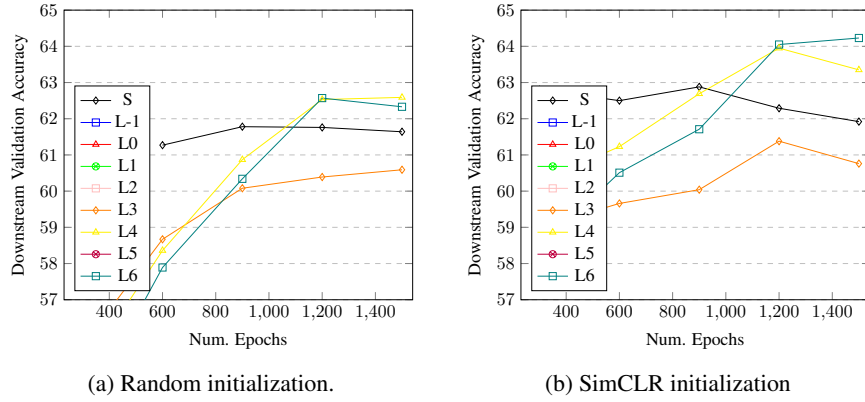 65
64
63
62
61
60
59
58
57
Downstream Validation Accuracy
S
L-1
L0
L1
L2
L3
L4
L5
L6
400 600 800 1,000 1,200 1,400
Num. Epochs
(a) Random initialization.
65
64
63
62
61
60
59
58
57
Downstream Validation Accuracy
S
L-1
L0
L1
L2
L3
L4
L5
L6
400 600 800 1,000 1,200 1,400
Num. Epochs
(b) SimCLR initialization